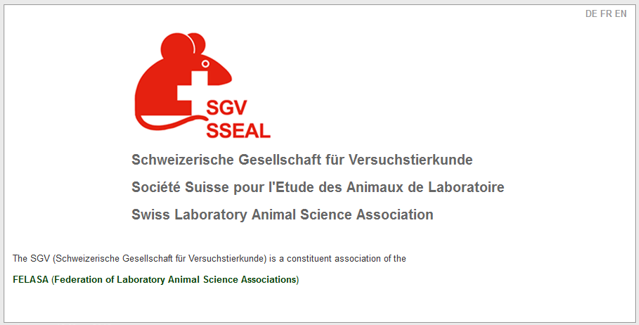 DE FR EN
SGV
SSEAL
Schweizerische Gesellschaft für Versuchstierkunde
Société Suisse pour l'Etude des Animaux de Laboratoire
Swiss Laboratory Animal Science Association
The SGV (Schweizerische Gesellschaft für Versuchstierkunde) is a constituent association of the
FELASA (Federation of Laboratory Animal Science Associations)